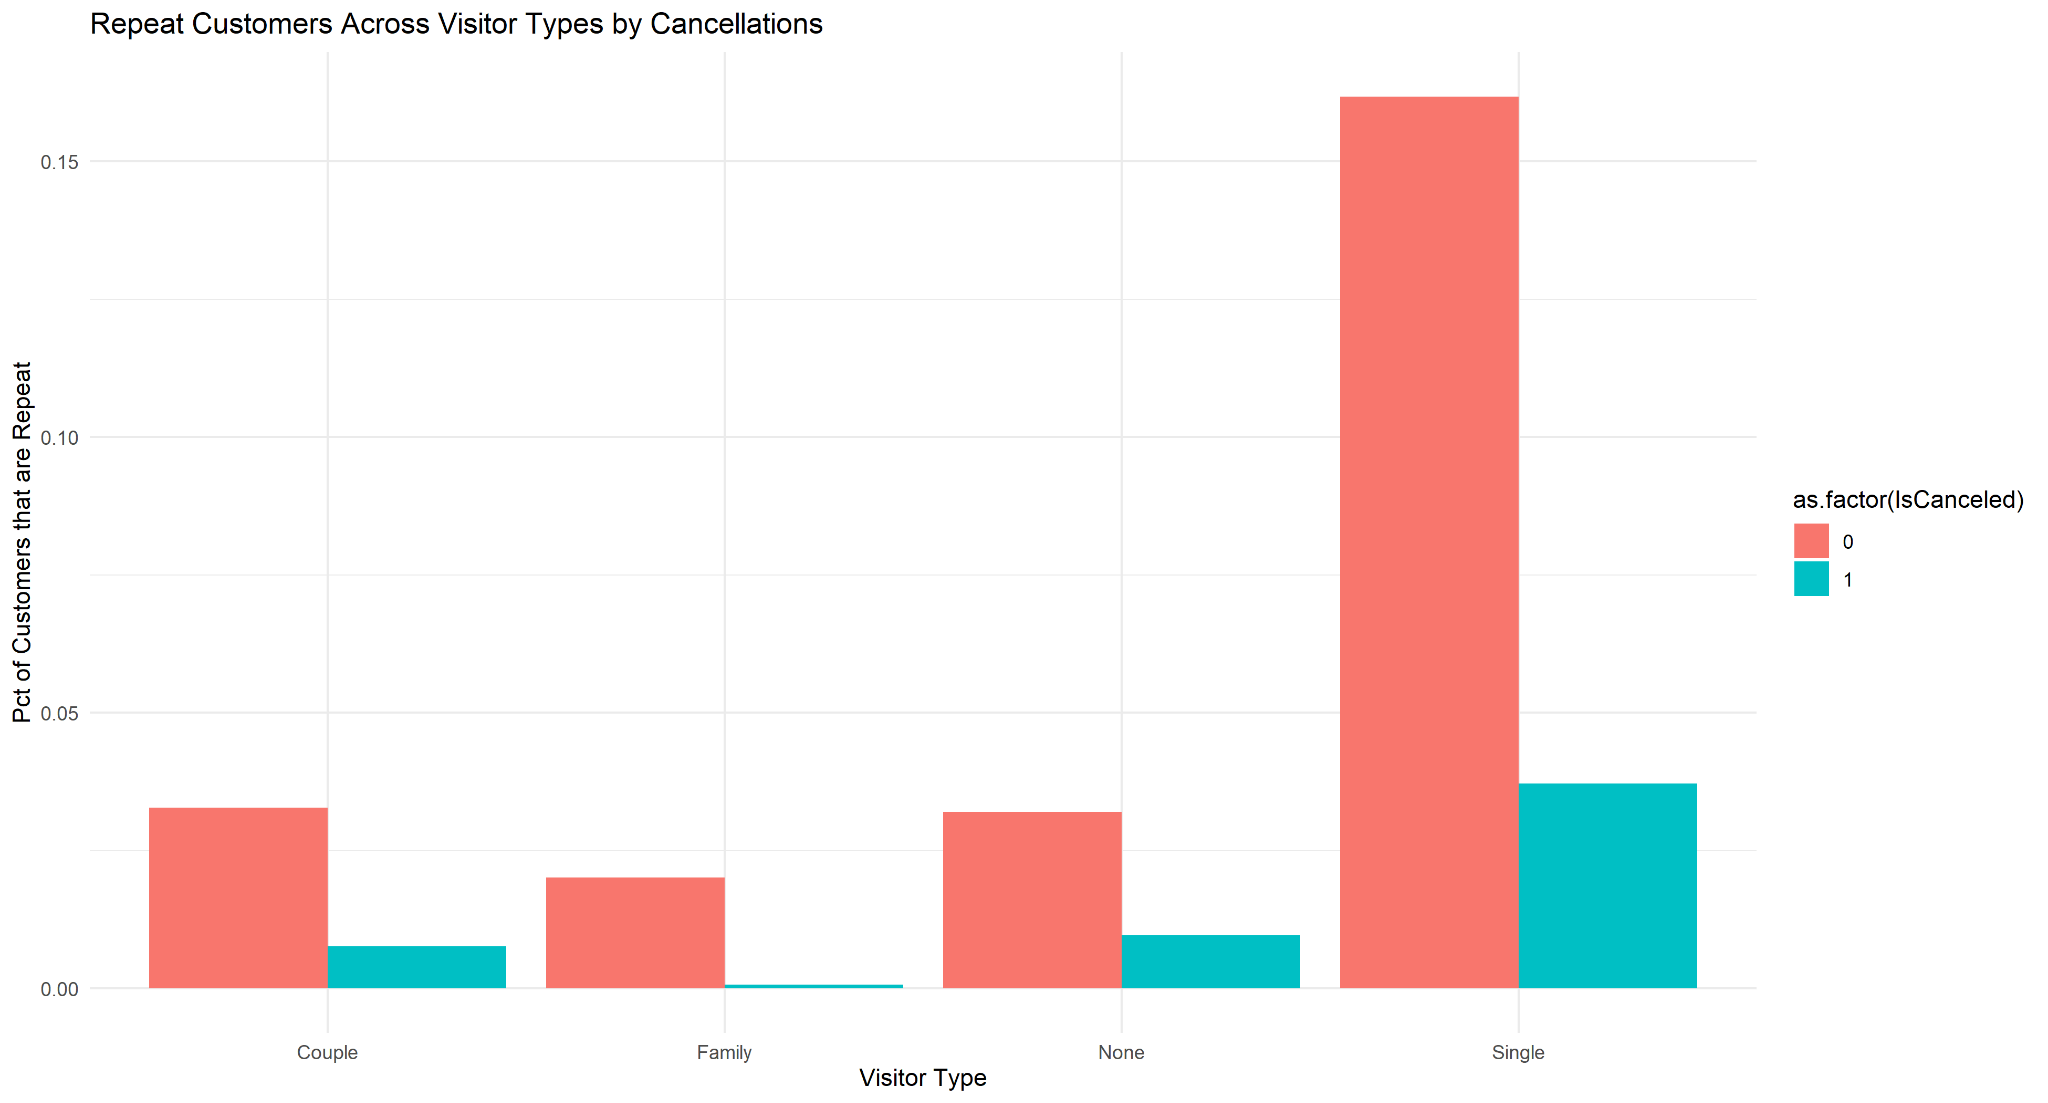 Repeat Customers Across Visitor Types by Cancellations
Pct of Customers that are Repeat
0.15
0.10
0.05
0.00
Couple
Family
None
Single
Visitor Type
as.factor(IsCanceled)
0
1